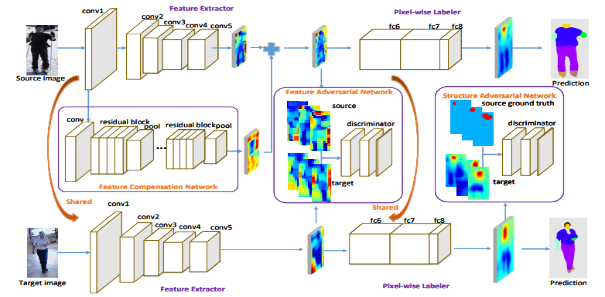 Feature Extractor
Pixel-wise Labeler
conv1
conv2
conv3
conv4
conv5
fc6
fc7
fc8
Source image
Prediction
Feature Adversarial Network
source
discriminator
target
Structure Adversarial Network
source ground truth
discriminator
target
conv
residual block
pool
...
residual block
pool
Feature Compensation Network
Shared
Shared
conv1
conv2
conv3
conv4
conv5
fc6
fc7
fc8
Target image
Feature Extractor
Pixel-wise Labeler
Prediction